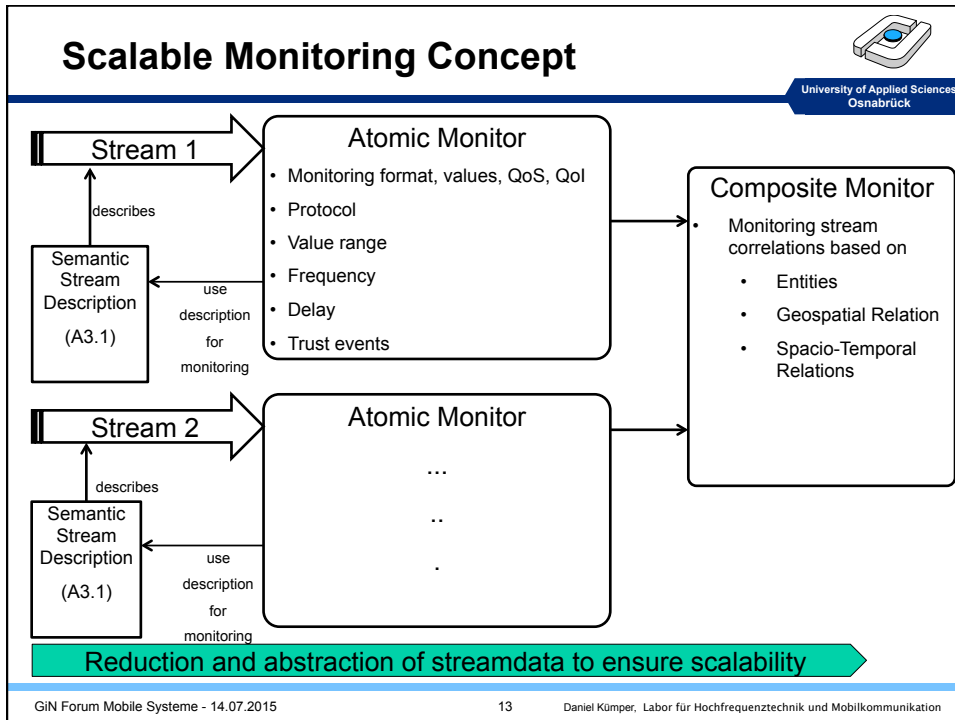 Scalable Monitoring Concept
University of Applied Sciences
Osnabrück
Stream 1
describes
Semantic
Stream
Description
(A3.1)
use
description
for
monitoring
Atomic Monitor
• Monitoring format, values, QoS, QoI
• Protocol
• Value range
• Frequency
• Delay
• Trust events
Composite Monitor
• Monitoring stream
correlations based on
• Entities
• Geospatial Relation
• Spacio-Temporal
Relations
Stream 2
describes
Semantic
Stream
Description
(A3.1)
use
description
for
monitoring
Atomic Monitor
...
..
.
Reduction and abstraction of streamdata to ensure scalability
GiN Forum Mobile Systeme - 14.07.2015
13
Daniel Kümper, Labor für Hochfrequenztechnik und Mobilkommunikation